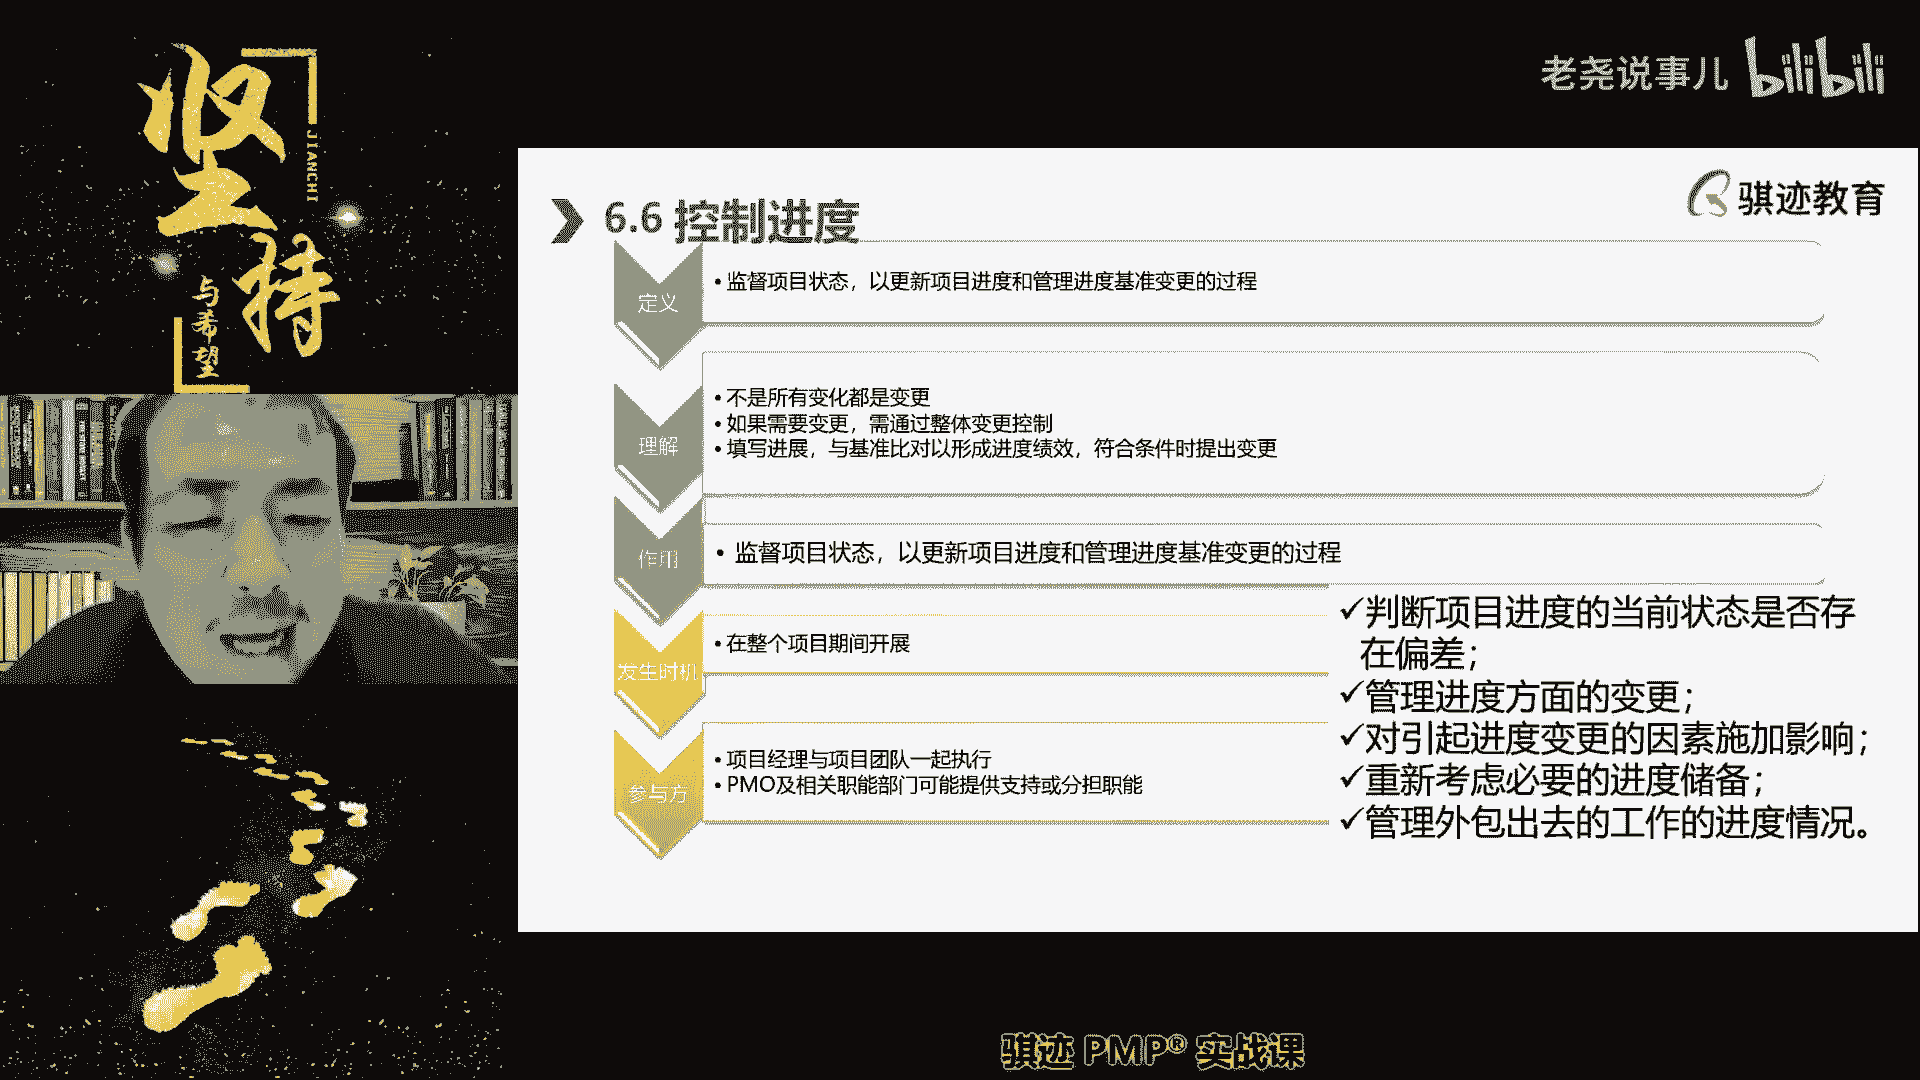 坚持
JIANCHI
与希望
老尧说事儿 bilibili
骐迹教育
6.6 控制进度
定义
•监督项目状态，以更新项目进度和管理进度基准变更的过程
理解
•不是所有变化都是变更
•如果需要变更，需通过整体变更控制
•填写进展，与基准比对以形成进度绩效，符合条件时提出变更
作用
• 监督项目状态，以更新项目进度和管理进度基准变更的过程
发生时机
•在整个项目期间开展
参与方
•项目经理与项目团队一起执行
•PMO及相关职能部门可能提供支持或分担职能
✓判断项目进度的当前状态是否存
在偏差；
✓管理进度方面的变更；
✓对引起进度变更的因素施加影响；
✓重新考虑必要的进度储备；
✓管理外包出去的工作的进度情况。
骐迹 PMP® 实战课